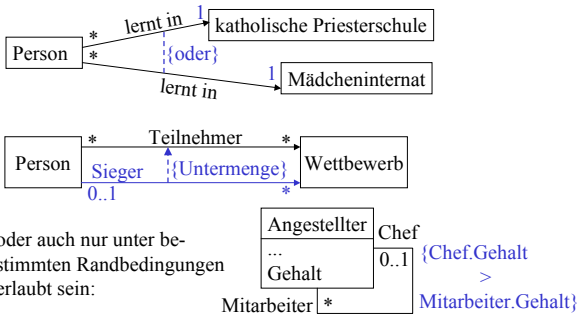 lernt in
1
katholische Priesterschule
Person
*
*
{oder}
1
Mädcheninternat
lernt in
* Teilnehmer *
Person
Sieger {Untermenge}
Wettbewerb
0..1 *
oder auch nur unter be-
stimmten Randbedingungen
erlaubt sein:
Angestellter
Chef
...
0..1
{Chef.Gehalt
Gehalt
>
Mitarbeiter *
Mitarbeiter.Gehalt}